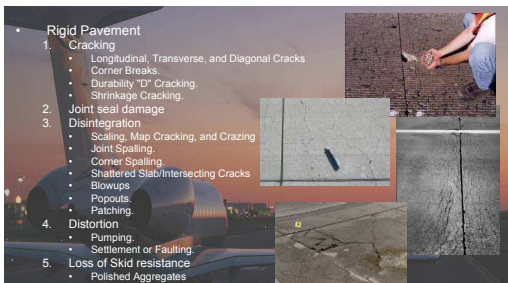 • Rigid Pavement
1. Cracking
• Longitudinal, Transverse, and Diagonal Cracks
• Corner Breaks.
• Durability "D" Cracking.
• Shrinkage Cracking.
2. Joint seal damage
3. Disintegration
• Scaling, Map Cracking, and Crazing
• Joint Spalling.
• Corner Spalling.
• Shattered Slab/Intersecting Cracks
• Blowups
• Popouts.
• Patching.
4. Distortion
• Pumping.
• Settlement or Faulting.
5. Loss of Skid resistance
• Polished Aggregates